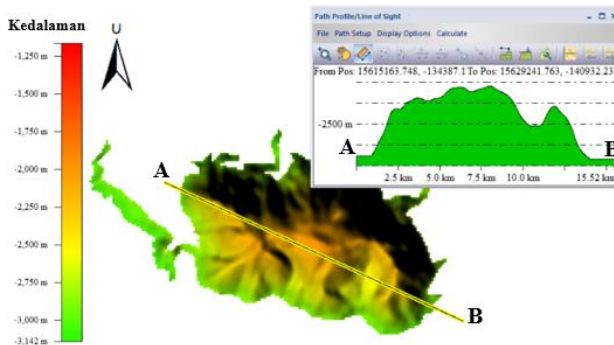 Kedalaman
-1,250 m
-1,500 m
-1,750 m
-2,000 m
-2,250 m
-2,500 m
-2,750 m
-3,000 m
-3,142 m
U
A
B
Path Profile/Line of Sight
File Path Setup Display Options Calculate
From Pos: 15615163.748, -134387.1 To Pos: 15629241.763, -140932.23
-2500 m
A
B
2.5 km 5.0 km 7.5 km 10.0 km 15.52 km